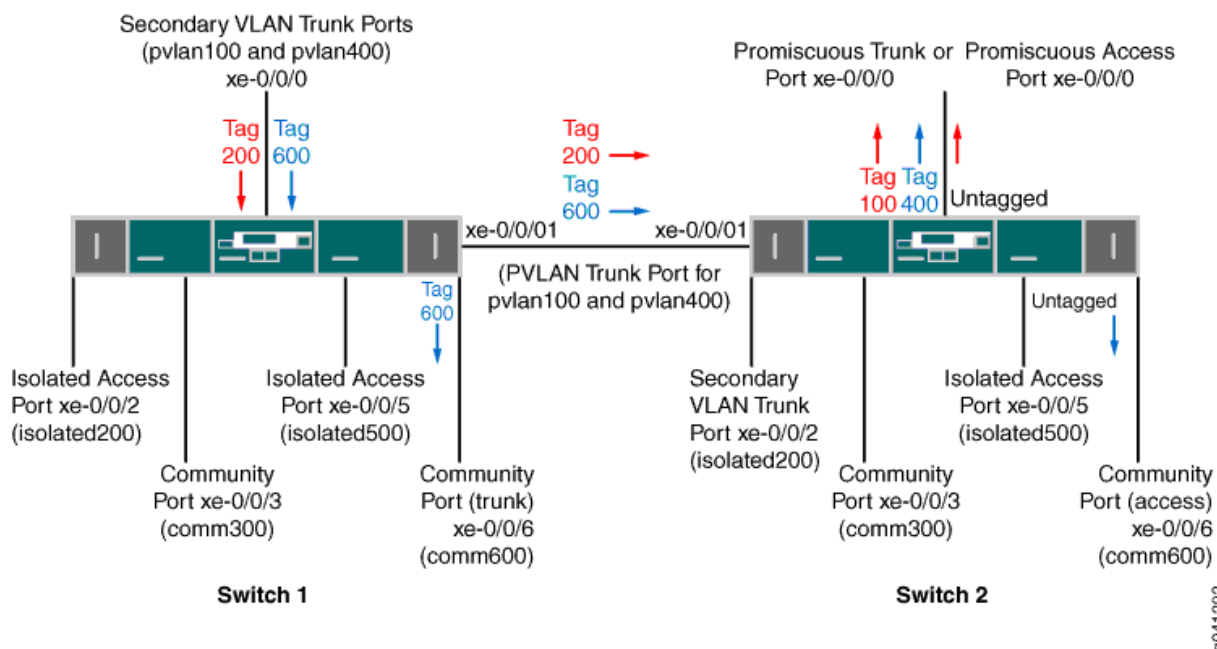 Secondary VLAN Trunk Ports
(pvlan100 and pvlan400)
xe-0/0/0
Promiscuous Trunk or
Port xe-0/0/0
Promiscuous Access
Port xe-0/0/0
Tag
200
Tag
600
Tag
200
Tag
600
Tag
100
Tag
400
Untagged
xe-0/0/01
xe-0/0/01
(PVLAN Trunk Port for
pvlan100 and pvlan400)
Tag
600
Untagged
Isolated Access
Port xe-0/0/2
(isolated200)
Isolated Access
Port xe-0/0/5
(isolated500)
Secondary
VLAN Trunk
Port xe-0/0/2
(isolated200)
Isolated Access
Port xe-0/0/5
(isolated500)
Community
Port xe-0/0/3
(comm300)
Community
Port (trunk)
xe-0/0/6
(comm600)
Community
Port xe-0/0/3
(comm300)
Community
Port (access)
xe-0/0/6
(comm600)
Switch 1
Switch 2